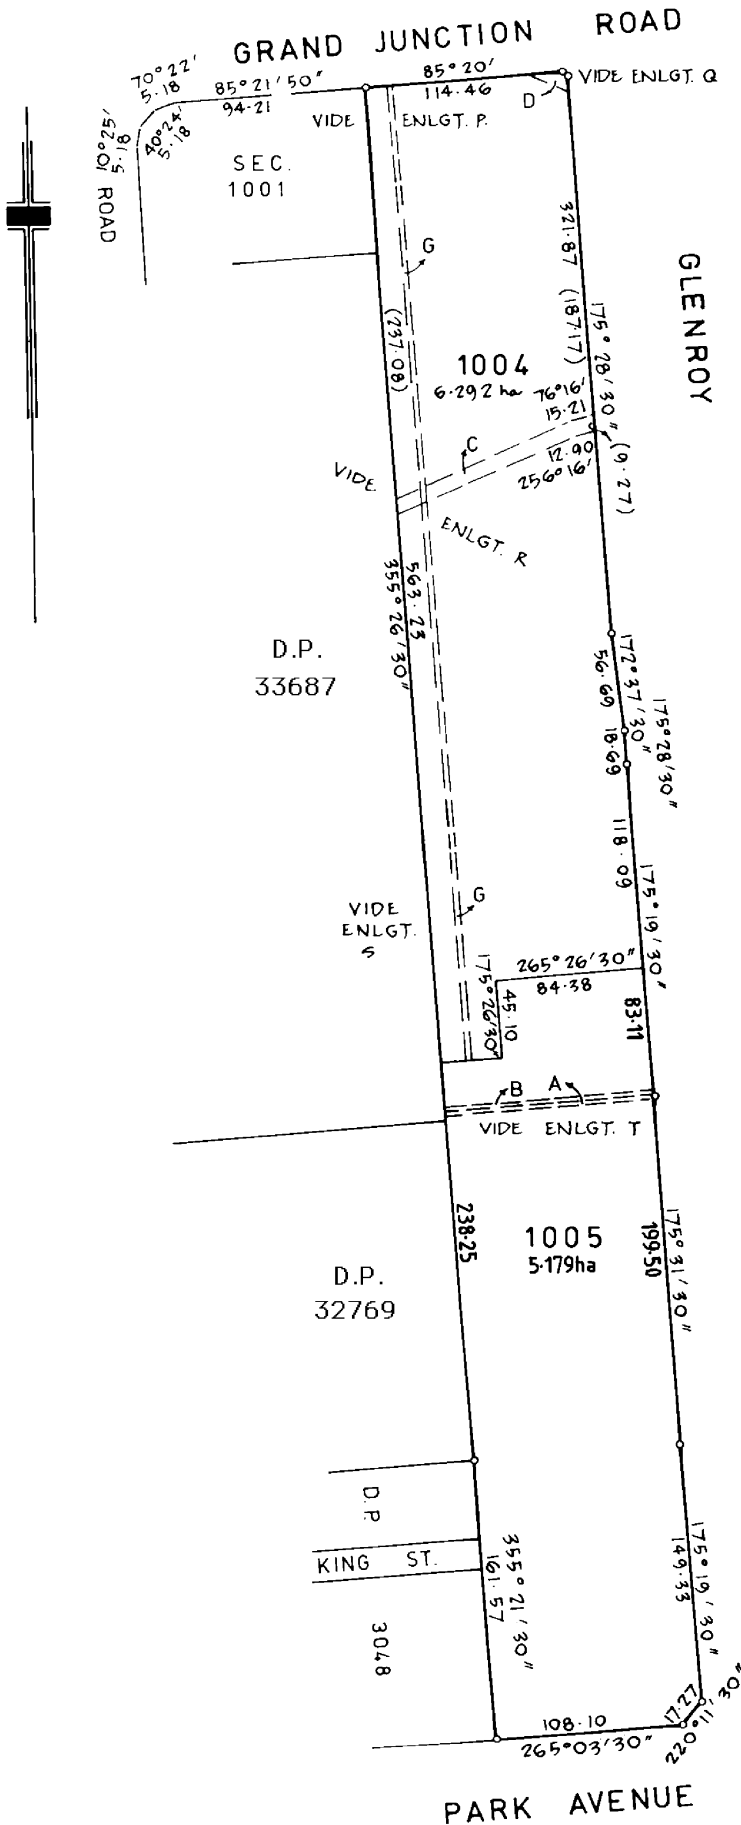 GRAND JUNCTION ROAD
70°22'
5·18
85°21'50"
94·21
85°20'
114·46
VIDE ENLGT. Q
D
40°24'
5·18
10°25'
5·18
ROAD
VIDE ENLGT. P.
SEC.
1001
G
321·87
(187·17)
175°28'30"
GLENROY
(237·08)
1004
6·292 ha
76°16'
15·21
C
12·90
256°16'
(9·27)
VIDE
ENLGT. R
563·23
355°26'30"
D.P.
33687
172°37'30"
56·69
175°28'30"
18·69
118·09
175°19'30"
VIDE
ENLGT.
S
G
265°26'30"
84·38
175°26'30"
45·10
83·11
B A
VIDE ENLGT. T
238·25
1005
5·179ha
199·50
175°31'30"
D.P.
32769
D.P.
KING ST.
3048
355°21'30"
161·57
175°19'30"
149·33
17·27
220°11'30"
108·10
265°03'30"
PARK AVENUE